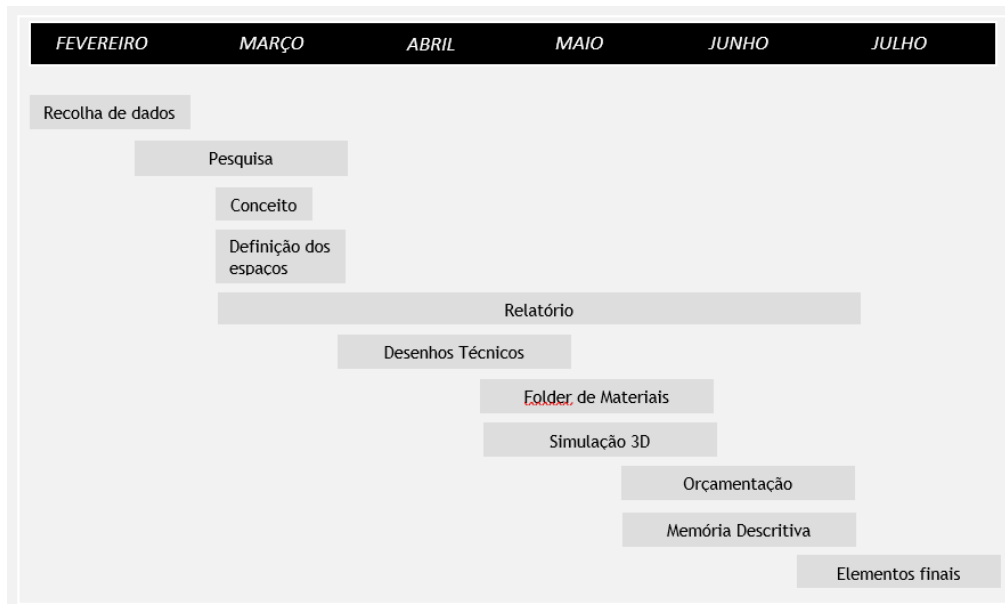 FEVEREIRO MARÇO ABRIL MAIO JUNHO JULHO
Recolha de dados
Pesquisa
Conceito
Definição dos
espaços
Relatório
Desenhos Técnicos
Folder de Materiais
Simulação 3D
Orçamentação
Memória Descritiva
Elementos finais